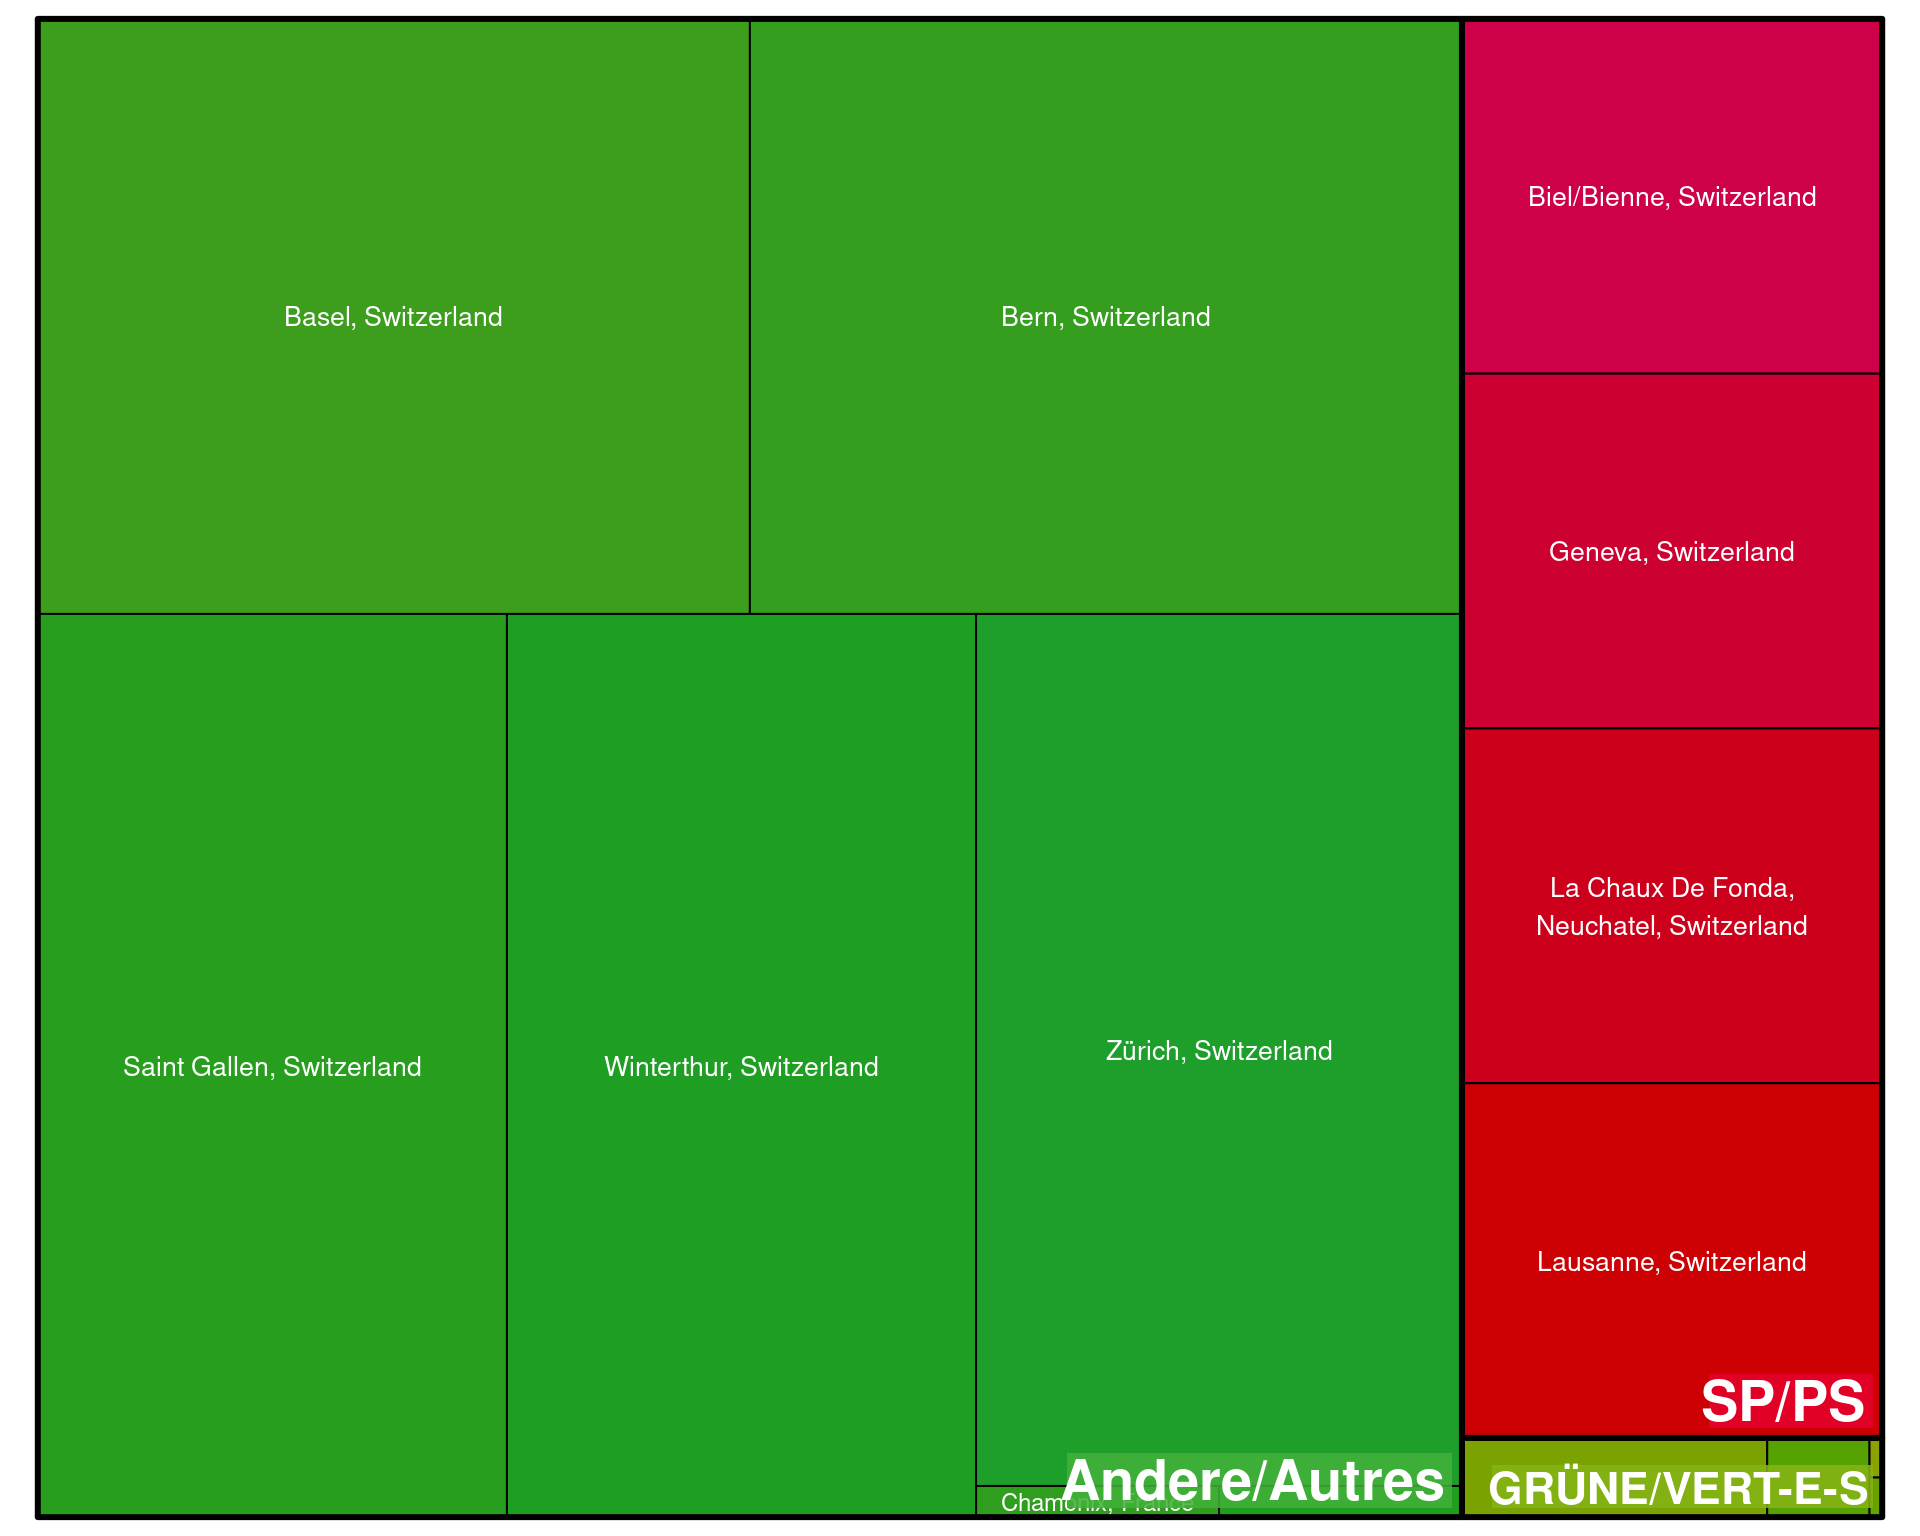 Basel, Switzerland
Bern, Switzerland
Biel/Bienne, Switzerland
Geneva, Switzerland
La Chaux De Fonda,
Neuchatel, Switzerland
Saint Gallen, Switzerland
Winterthur, Switzerland
Zürich, Switzerland
Lausanne, Switzerland
SP/PS
Andere/Autres
GRÜNE/VERT-E-S
Chamonix, France